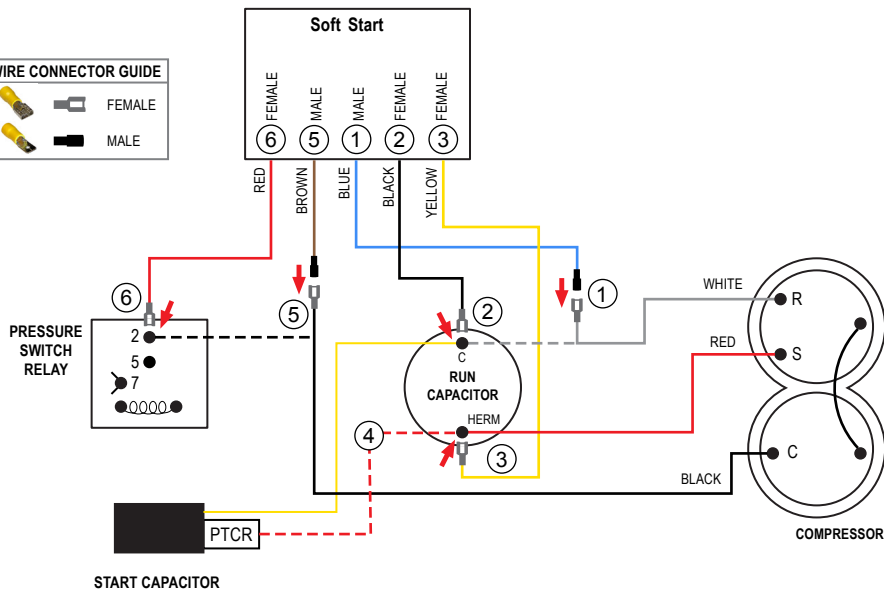 Soft Start
WIRE CONNECTOR GUIDE
FEMALE
MALE
FEMALE
MALE
MALE
FEMALE
FEMALE
6
5
1
2
3
RED
BROWN
BLUE
BLACK
YELLOW
6
5
2
1
WHITE
R
PRESSURE
SWITCH
RELAY
2
5
7
C
RUN
CAPACITOR
HERM
RED
S
4
3
C
BLACK
PTCR
COMPRESSOR
START CAPACITOR